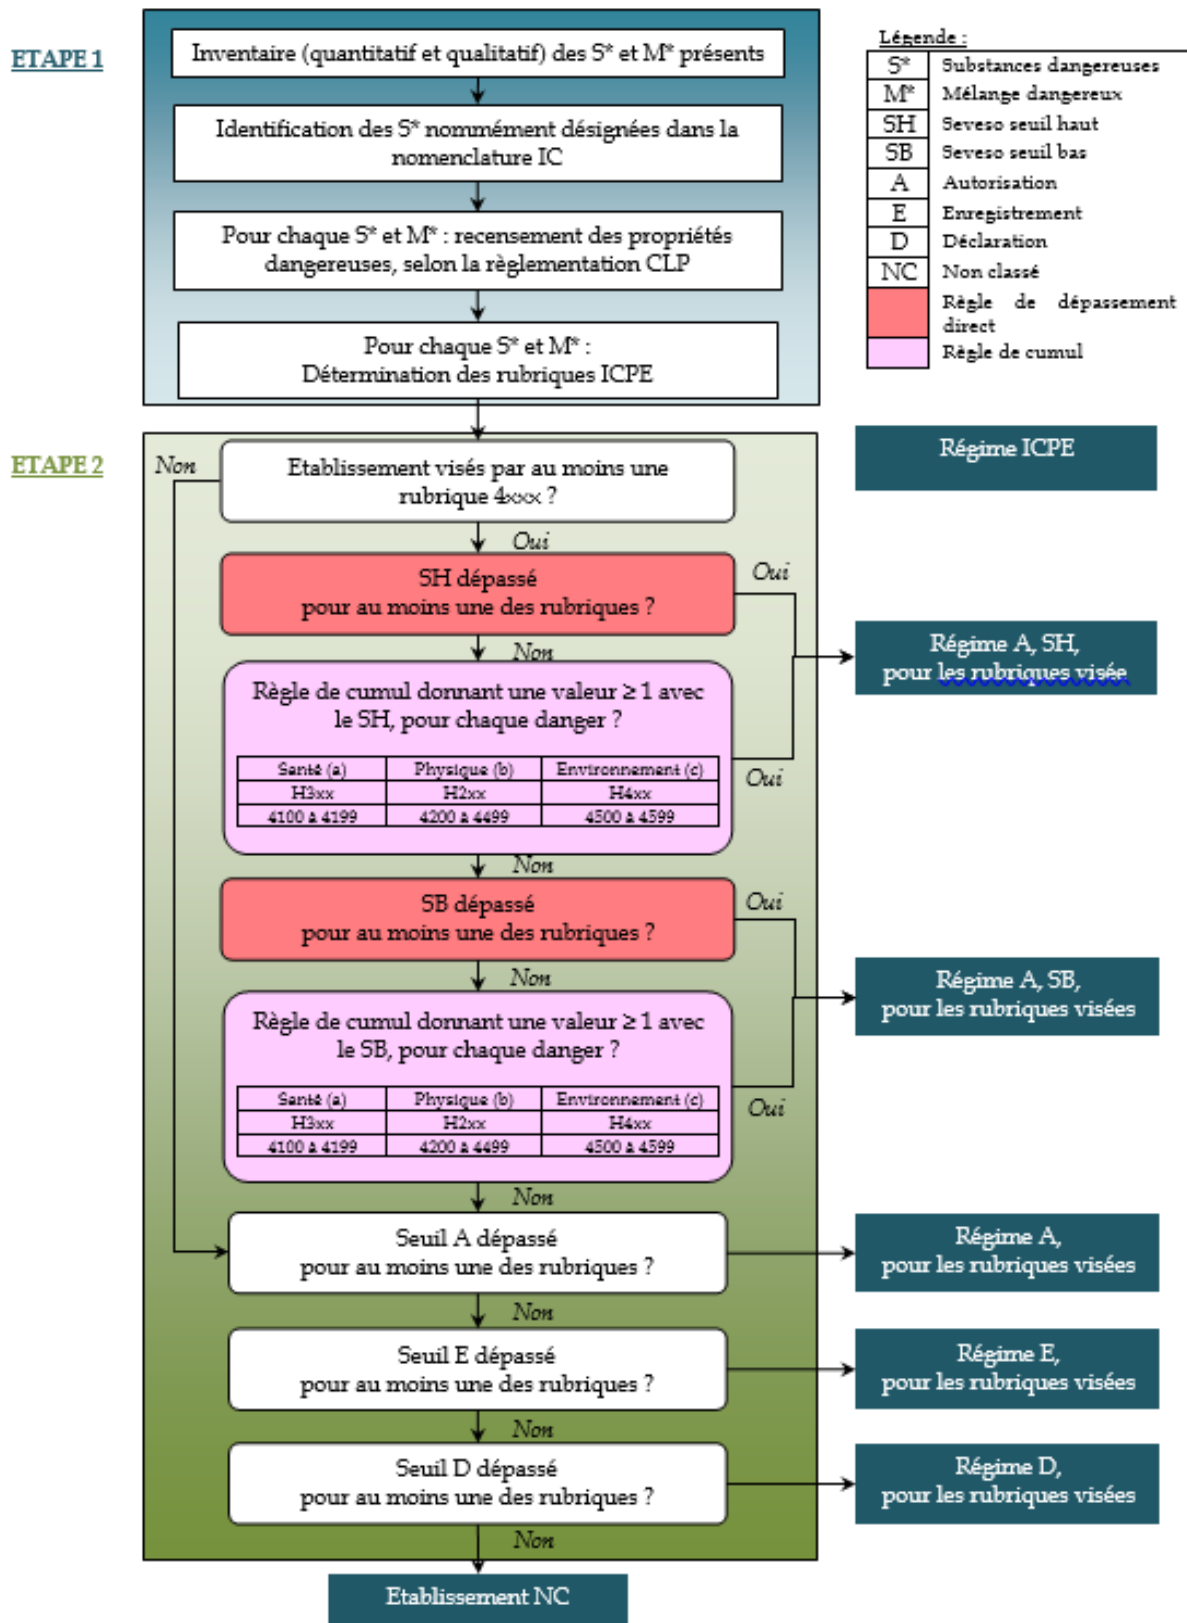 ETAPE 1
Inventaire (quantitatif et qualitatif) des S* et M* présents
Identification des S* nommément désignées dans la
nomenclature IC
Pour chaque S* et M* : recensement des propriétés
dangereuses, selon la règlementation CLP
Pour chaque S* et M* :
Détermination des rubriques ICPE
Légende :
S* Substances dangereuses
M* Mélange dangereux
SH Seveso seuil haut
SB Seveso seuil bas
A Autorisation
E Enregistrement
D Déclaration
NC Non classé
Règle de dépassement
direct
Règle de cumul
ETAPE 2
Non
Etablissement visés par au moins une
rubrique 4xxx ?
Régime ICPE
Oui
SH dépassé
pour au moins une des rubriques ?
Oui
Non
Régime A, SH,
pour les rubriques visée
Règle de cumul donnant une valeur ≥ 1 avec
le SH, pour chaque danger ?
Santé (a) Physique (b) Environnement (c)
H3xx H2xx H4xx
4100 à 4199 4200 à 4499 4500 à 4599
Oui
Non
SB dépassé
pour au moins une des rubriques ?
Oui
Non
Régime A, SB,
pour les rubriques visées
Règle de cumul donnant une valeur ≥ 1 avec
le SB, pour chaque danger ?
Santé (a) Physique (b) Environnement (c)
H3xx H2xx H4xx
4100 à 4199 4200 à 4499 4500 à 4599
Oui
Non
Seuil A dépassé
pour au moins une des rubriques ?
Régime A,
pour les rubriques visées
Non
Seuil E dépassé
pour au moins une des rubriques ?
Régime E,
pour les rubriques visées
Non
Seuil D dépassé
pour au moins une des rubriques ?
Régime D,
pour les rubriques visées
Non
Etablissement NC